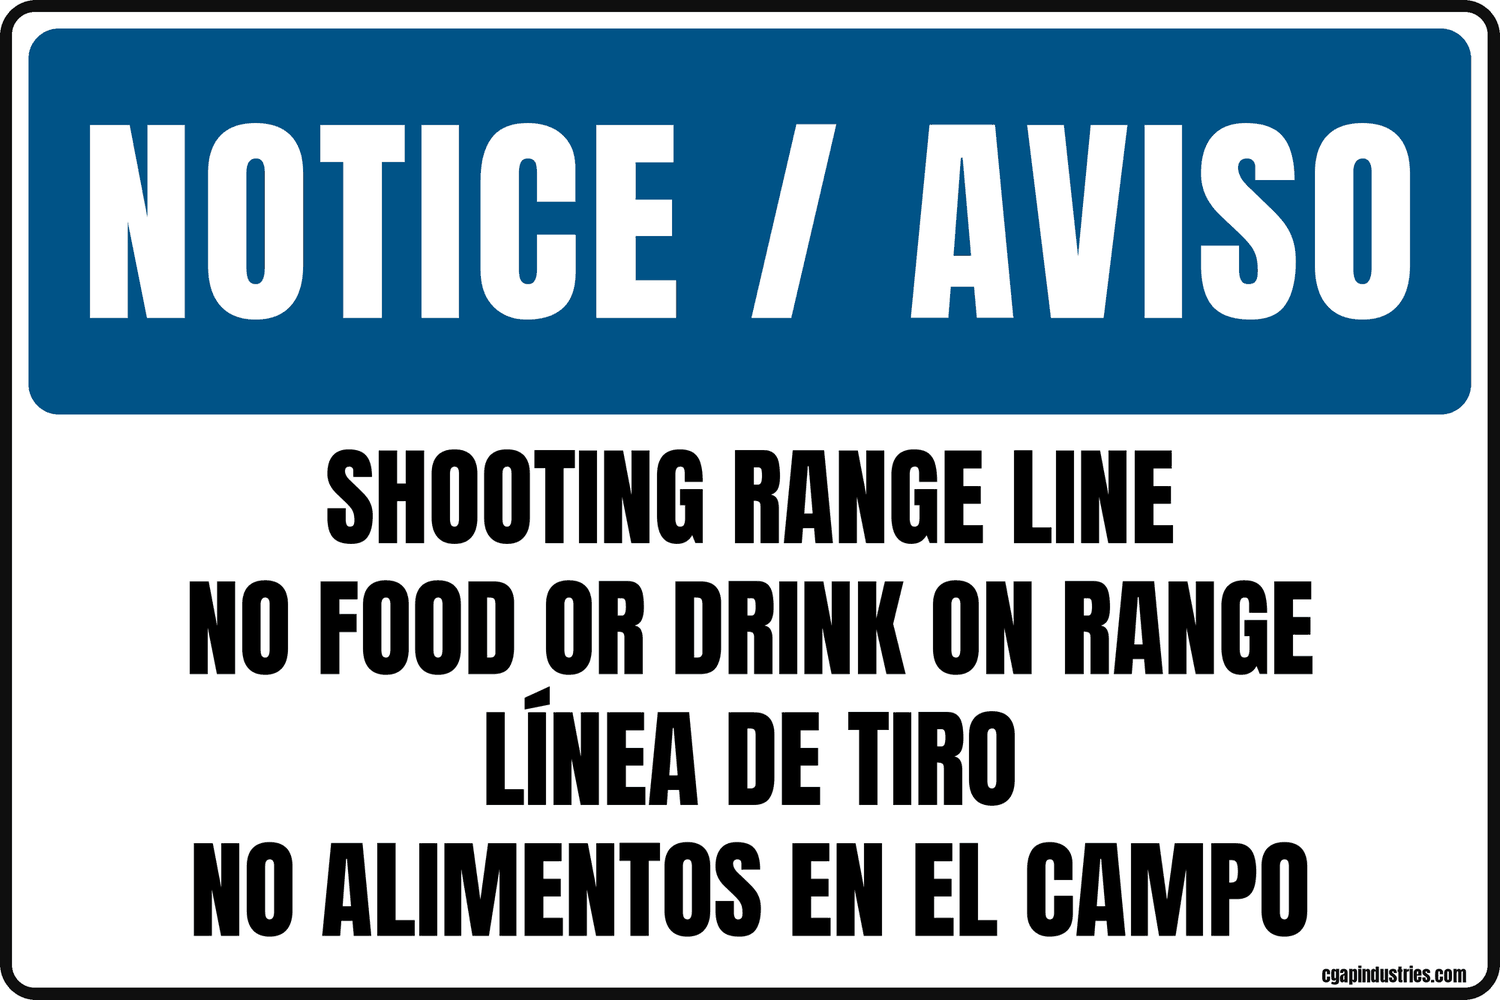 NOTICE / AVISO
SHOOTING RANGE LINE
NO FOOD OR DRINK ON RANGE
LÍNEA DE TIRO
NO ALIMENTOS EN EL CAMPO
cgapindustries.com